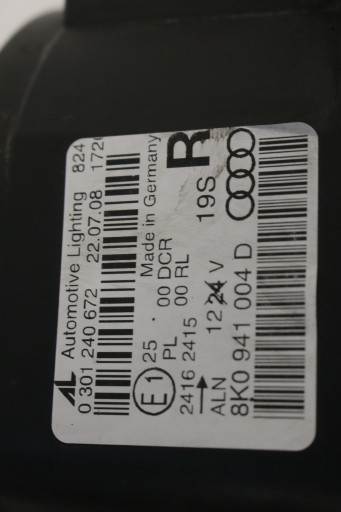 AL Automotive Lighting 824
0 301 240 672 22.07.08
E1 25 · Made in Germany R
PL 00 DCR
2416 2415 00 RL
ALN 12 24 V 19S
8K0 941 004 D